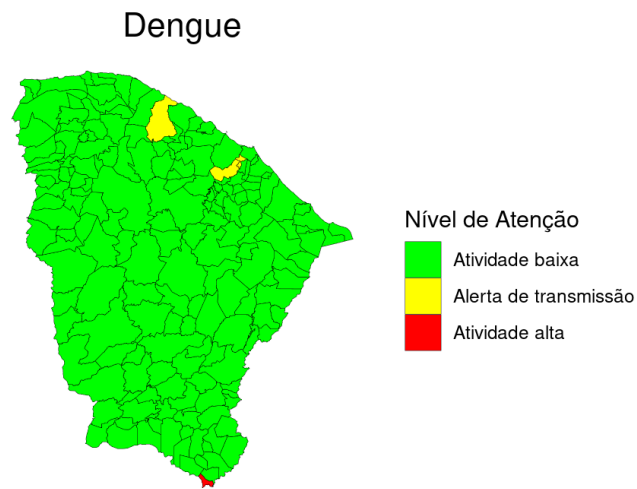 Dengue
Nível de Atenção
Atividade baixa
Alerta de transmissão
Atividade alta